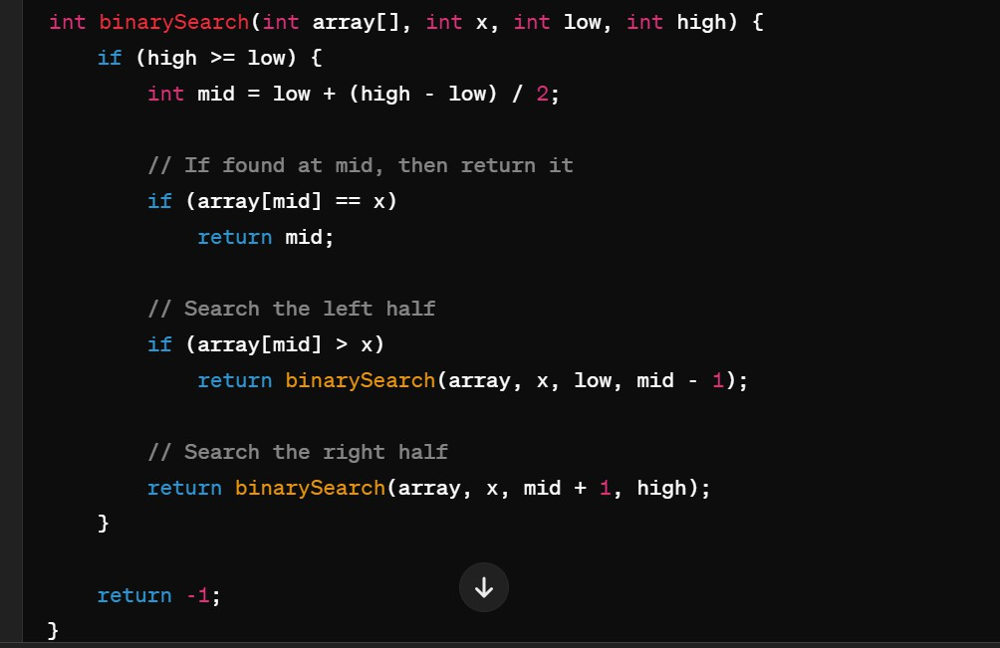 int binarySearch(int array[], int x, int low, int high) {
    if (high >= low) {
        int mid = low + (high - low) / 2;

        // If found at mid, then return it
        if (array[mid] == x)
            return mid;

        // Search the left half
        if (array[mid] > x)
            return binarySearch(array, x, low, mid - 1);

        // Search the right half
        return binarySearch(array, x, mid + 1, high);
    }

    return -1;
}